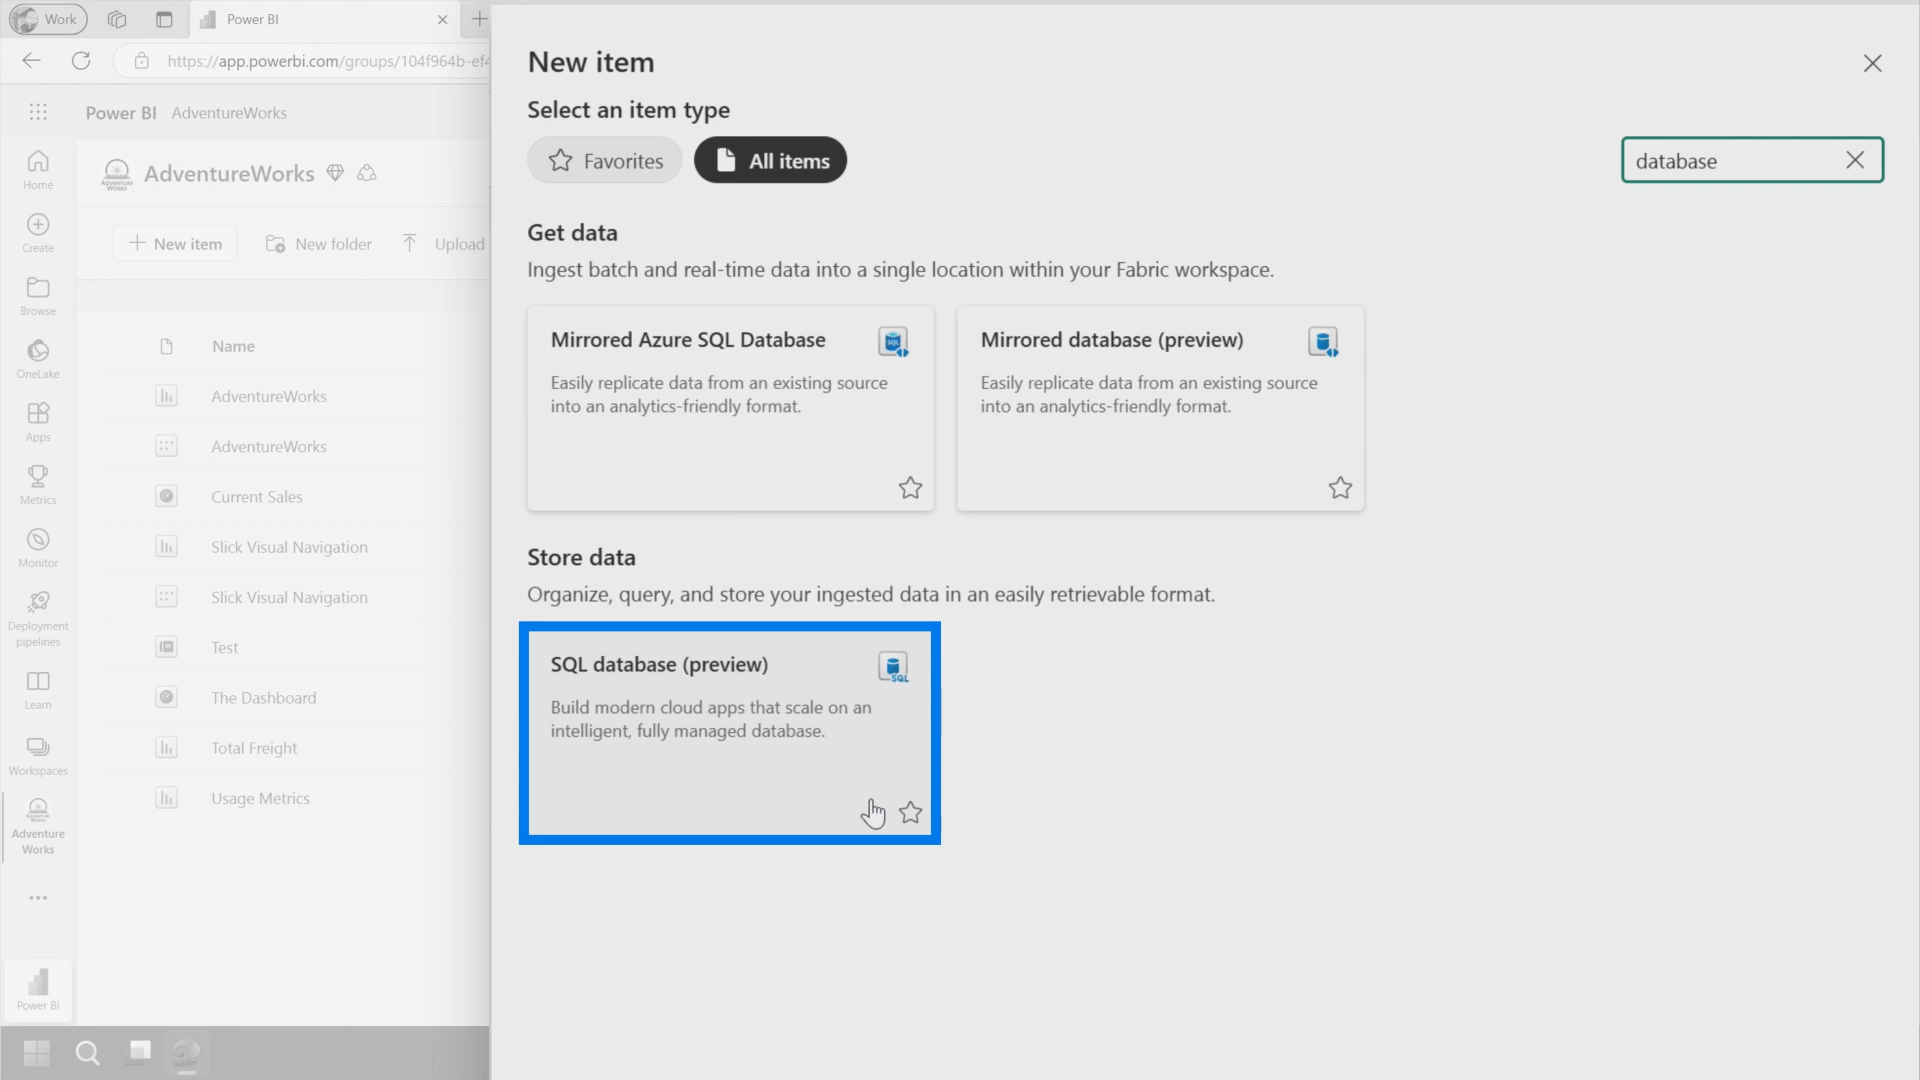 Work
Power BI
https://app.powerbi.com/groups/104f964b-ef4
Power BI AdventureWorks
Home
Create
Browse
OneLake
Apps
Metrics
Monitor
Deployment
pipelines
Learn
Workspaces
Adventure
Works
Power BI
AdventureWorks
New item
New folder
Upload
Name
AdventureWorks
AdventureWorks
Current Sales
Slick Visual Navigation
Slick Visual Navigation
Test
The Dashboard
Total Freight
Usage Metrics
New item
Select an item type
Favorites
All items
database
Get data
Ingest batch and real-time data into a single location within your Fabric workspace.
Mirrored Azure SQL Database
SQL
Easily replicate data from an existing source
into an analytics-friendly format.
Mirrored database (preview)
Easily replicate data from an existing source
into an analytics-friendly format.
Store data
Organize, query, and store your ingested data in an easily retrievable format.
SQL database (preview)
SQL
Build modern cloud apps that scale on an
intelligent, fully managed database.